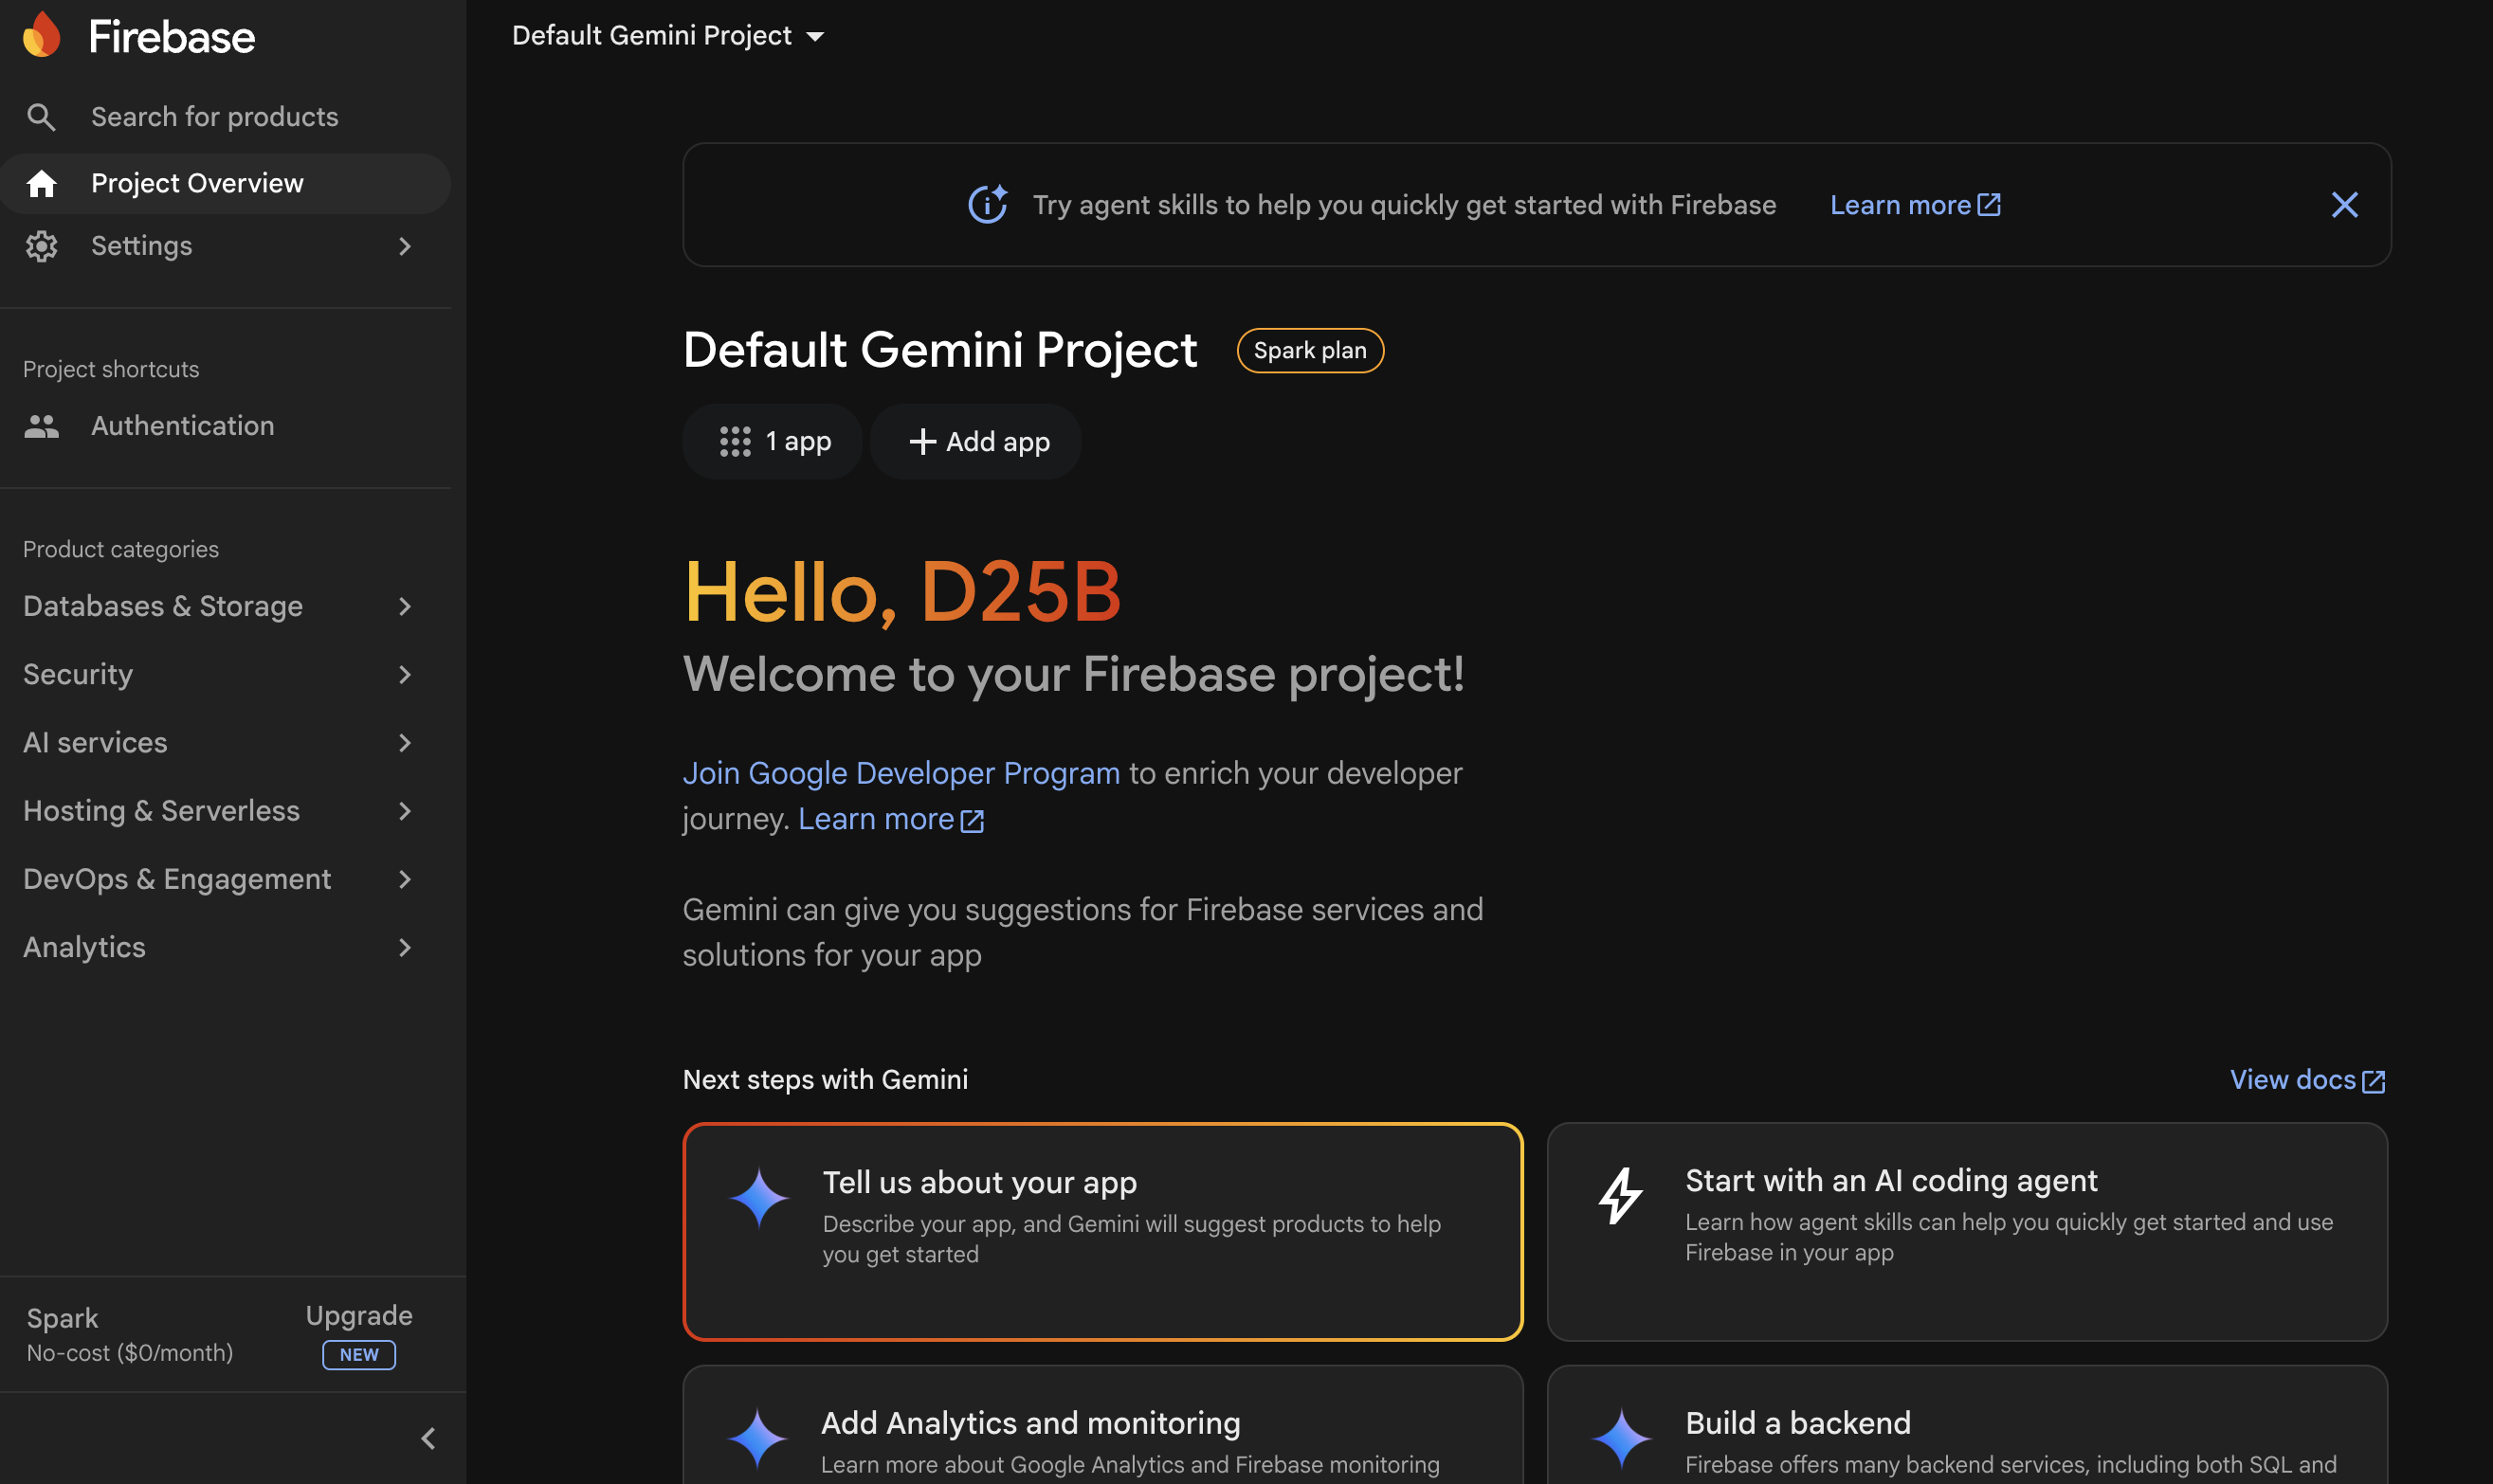 Firebase
Search for products
Project Overview
Settings
Project shortcuts
Authentication
Product categories
Databases & Storage
Security
AI services
Hosting & Serverless
DevOps & Engagement
Analytics
Spark
No-cost ($0/month)
Upgrade
NEW
Default Gemini Project
Try agent skills to help you quickly get started with Firebase Learn more
Default Gemini Project Spark plan
1 app Add app
Hello, D25B
Welcome to your Firebase project!
Join Google Developer Program to enrich your developer
journey. Learn more
Gemini can give you suggestions for Firebase services and
solutions for your app
Next steps with Gemini
View docs
Tell us about your app
Describe your app, and Gemini will suggest products to help
you get started
Start with an AI coding agent
Learn how agent skills can help you quickly get started and use
Firebase in your app
Add Analytics and monitoring
Learn more about Google Analytics and Firebase monitoring
Build a backend
Firebase offers many backend services, including both SQL and